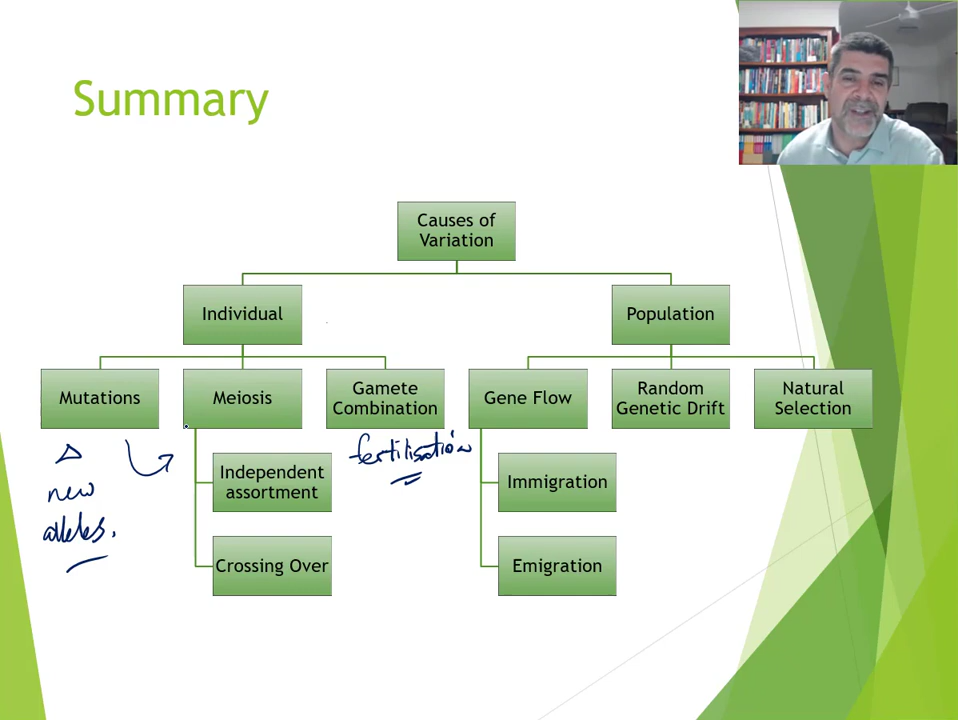 Summary
Causes of
Variation
Individual
Population
Mutations
Meiosis
Gamete
Combination
Gene Flow
Random
Genetic Drift
Natural
Selection
Δ
new
alleles.
fertilisation
Independent
assortment
Crossing Over
Immigration
Emigration